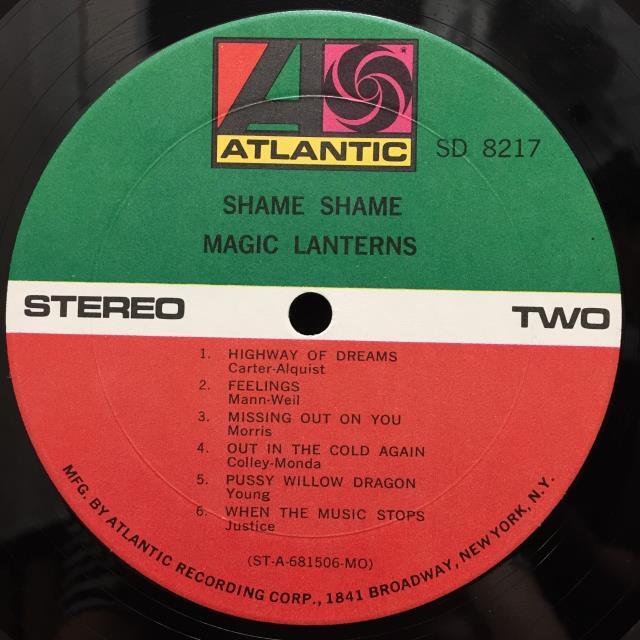 ATLANTIC
SD 8217
SHAME SHAME
MAGIC LANTERNS
STEREO
TWO
1. HIGHWAY OF DREAMS
Carter-Alquist
2. FEELINGS
Mann-Weil
3. MISSING OUT ON YOU
Morris
4. OUT IN THE COLD AGAIN
Colley-Monda
5. PUSSY WILLOW DRAGON
Young
6. WHEN THE MUSIC STOPS
Justice
(ST-A-681506-MO)
MFG. BY ATLANTIC RECORDING CORP., 1841 BROADWAY, NEW YORK, N.Y.